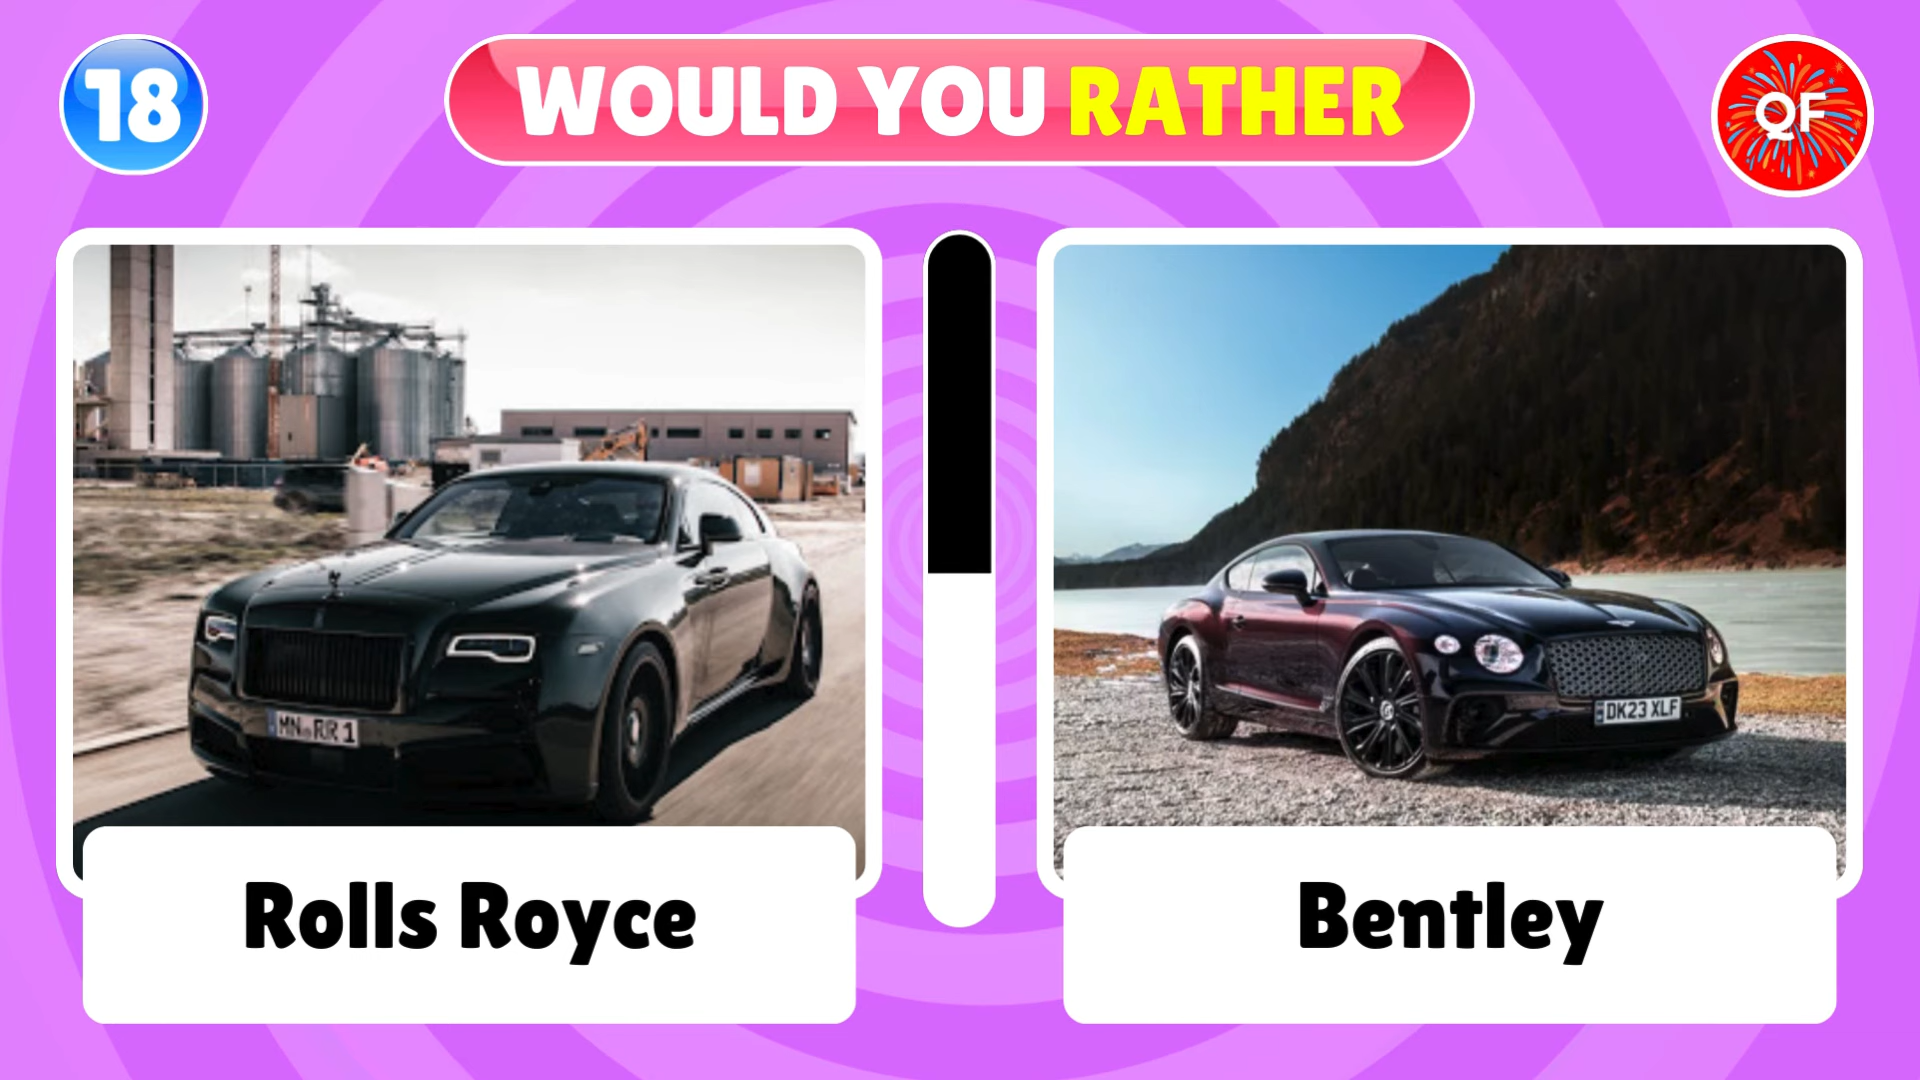 18
WOULD YOU RATHER
QF
MN RR 1
DK23 XLF
Rolls Royce
Bentley